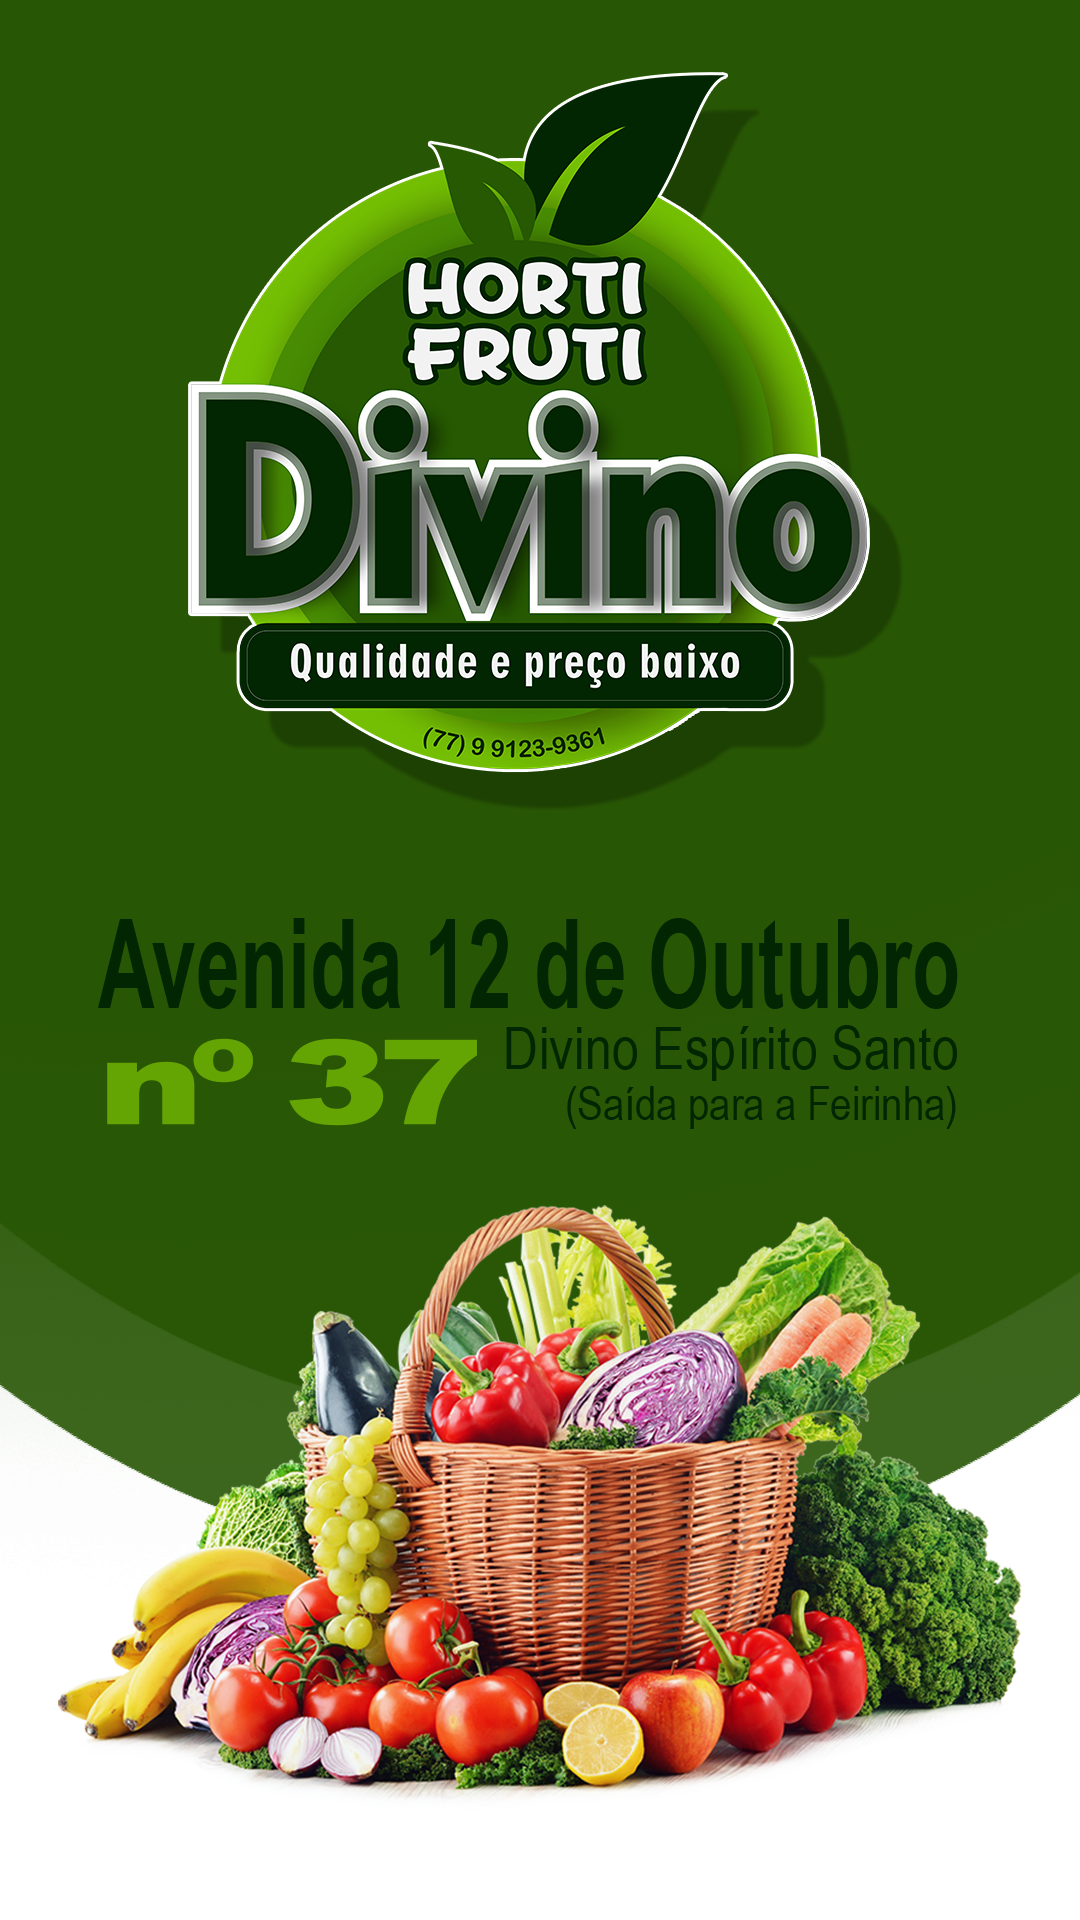 HORTI
FRUTI
Divino
Qualidade e preço baixo
(77) 9 9123-9361
Avenida 12 de Outubro
nº 37
Divino Espírito Santo
(Saída para a Feirinha)